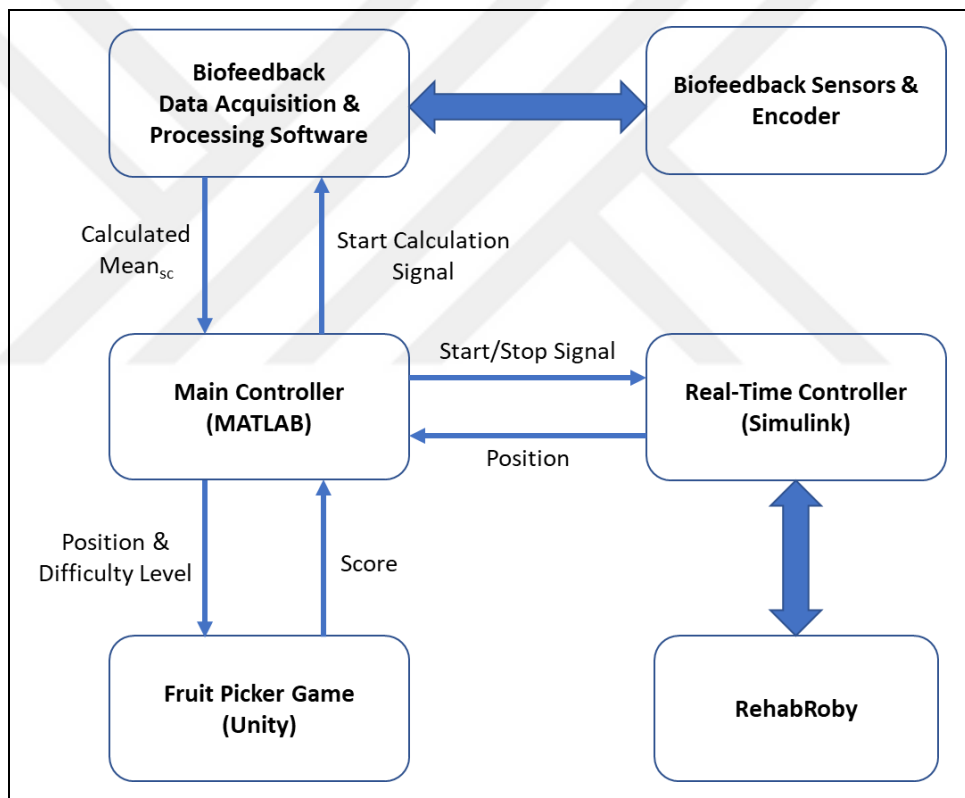 Biofeedback
Data Acquisition &
Processing Software
Biofeedback Sensors &
Encoder
Calculated
Meansc
Start Calculation
Signal
Main Controller
(MATLAB)
Start/Stop Signal
Position
Real-Time Controller
(Simulink)
Position &
Difficulty Level
Score
Fruit Picker Game
(Unity)
RehabRoby